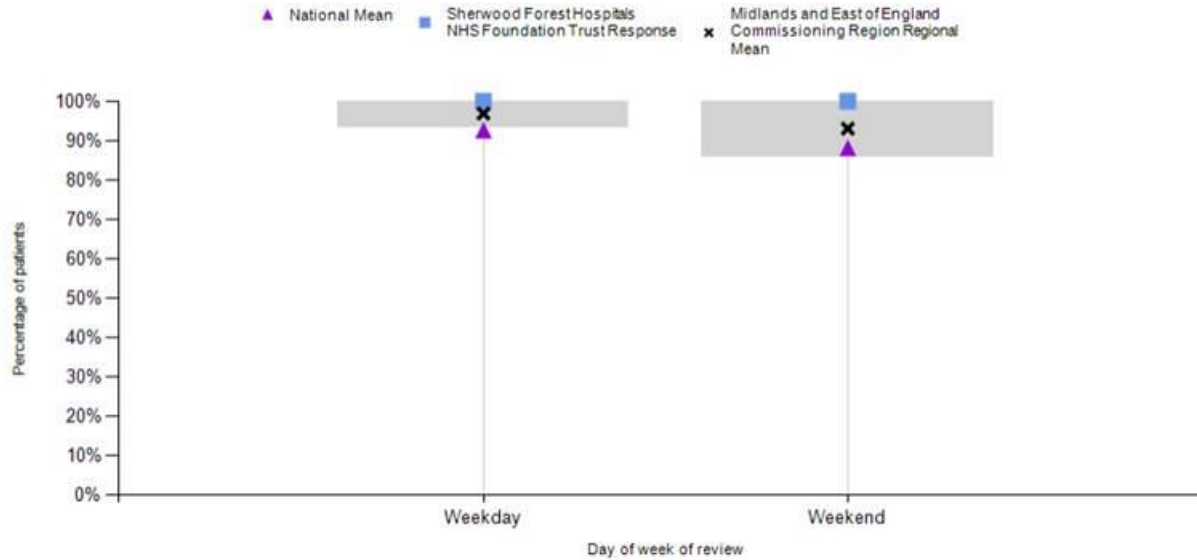 National Mean
Sherwood Forest Hospitals
NHS Foundation Trust Response
Midlands and East of England
Commissioning Region Regional
Mean
100%
90%
80%
70%
60%
50%
40%
30%
20%
10%
0%
Percentage of patients
Weekday
Weekend
Day of week of review